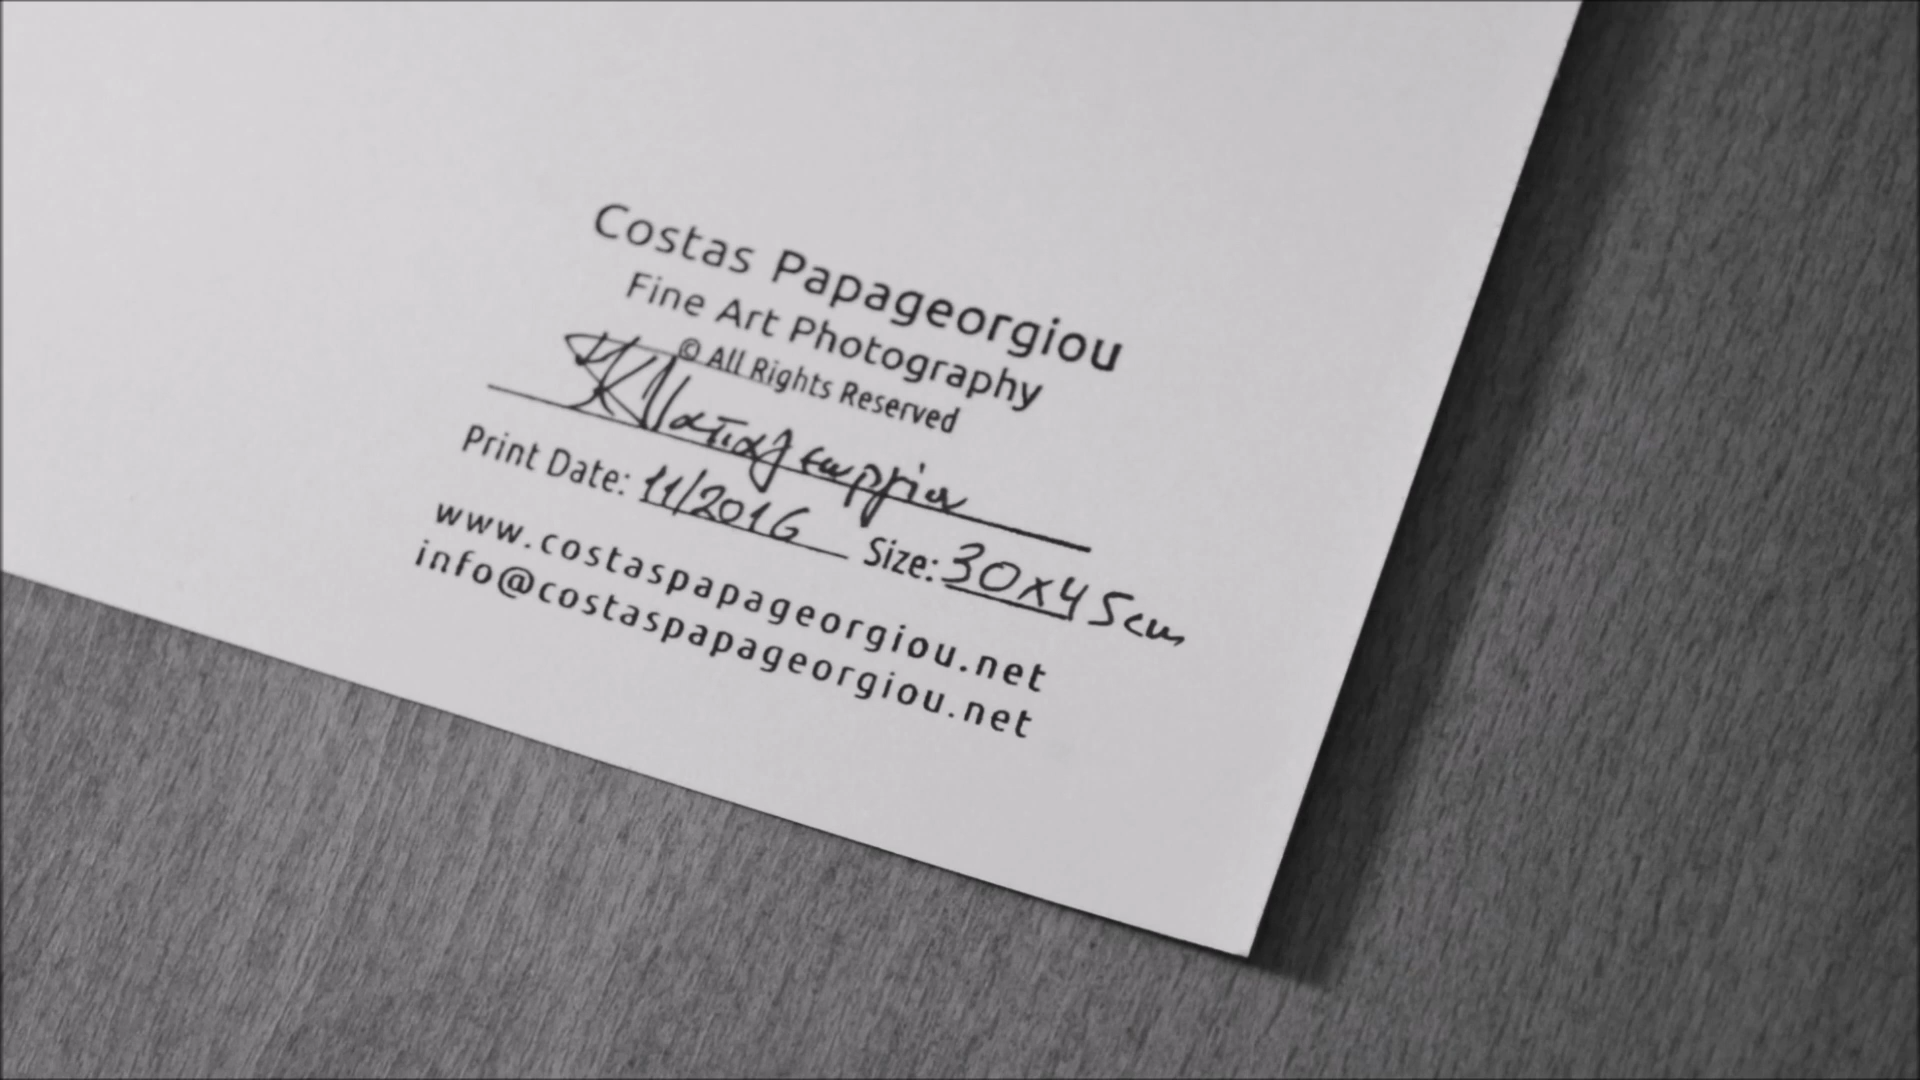 Costas Papageorgiou
Fine Art Photography
© All Rights Reserved
Κ Παπαγεωργίου
Print Date: 11/2016 Size: 30x45cm
www.costaspapageorgiou.net
info@costaspapageorgiou.net